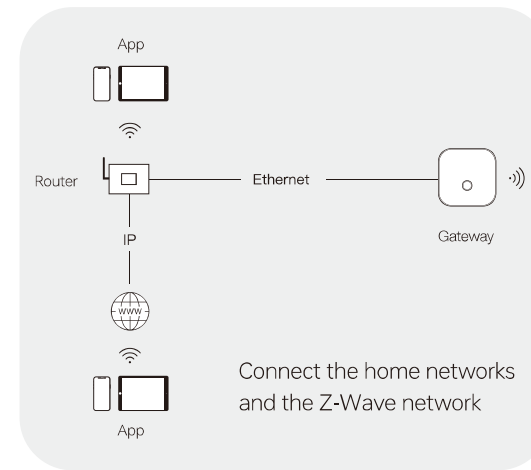 App
Router
Ethernet
Gateway
IP
WWW
App
Connect the home networks
and the Z-Wave network